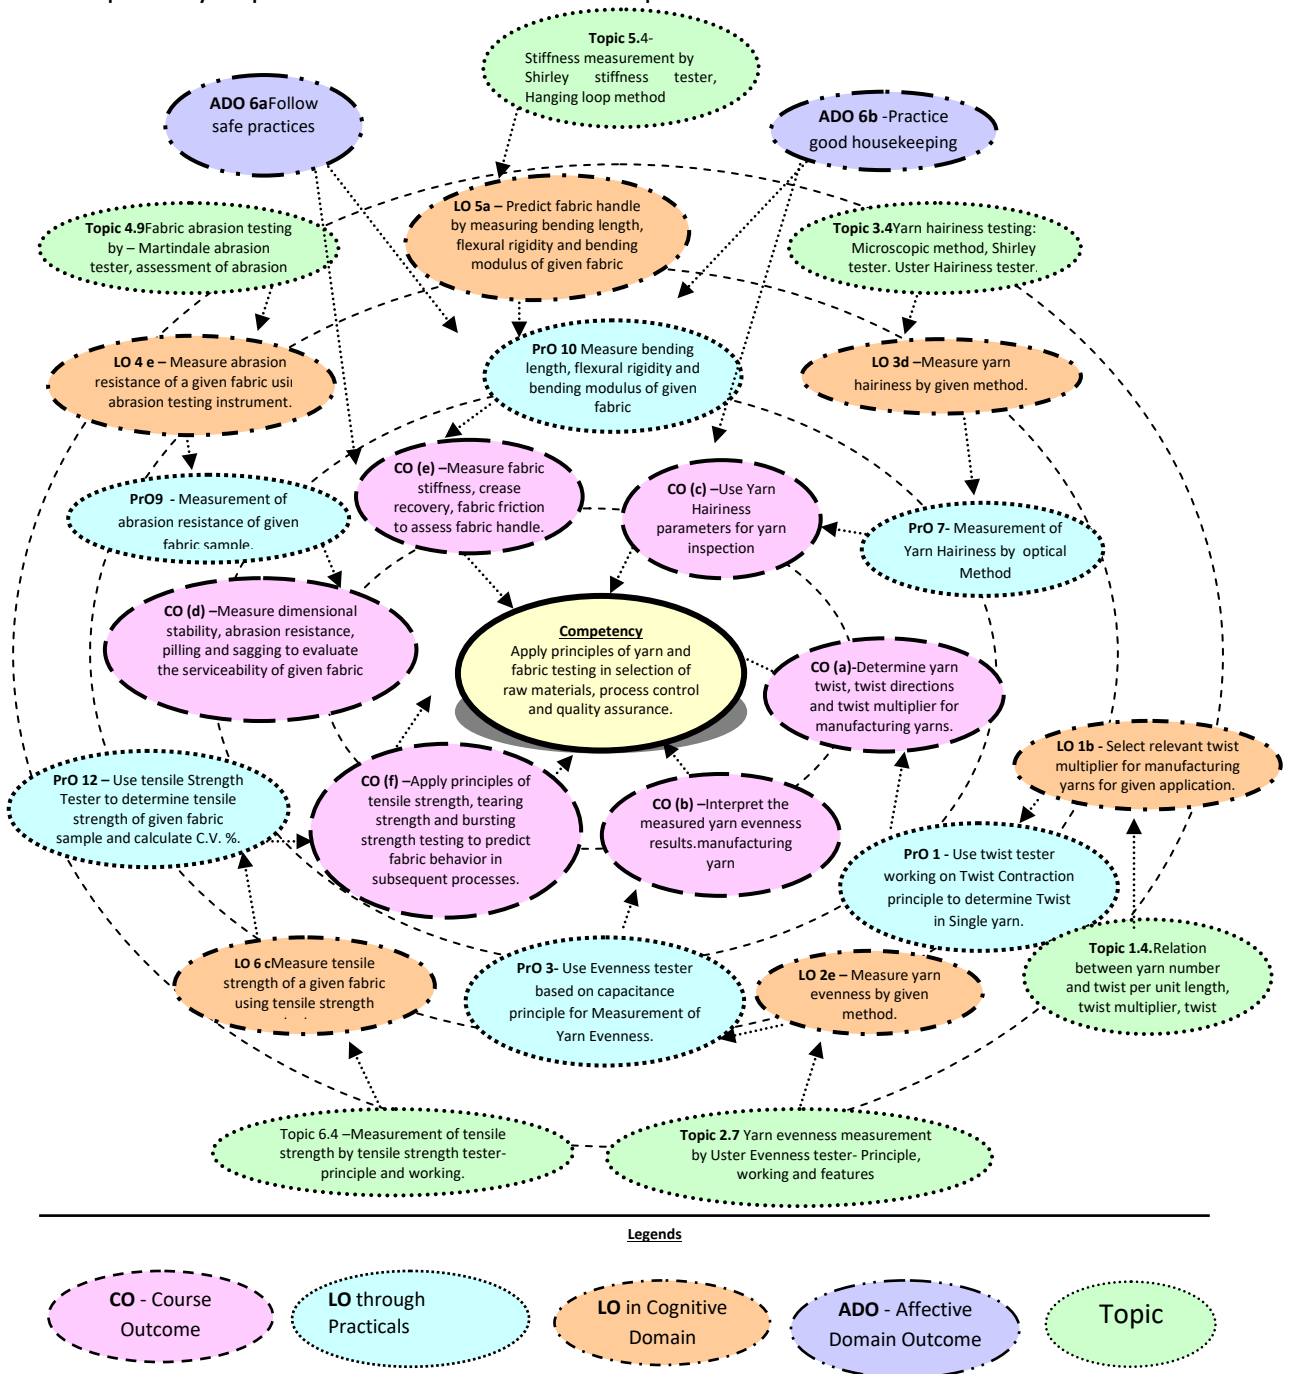 Topic 5.4-
Stiffness measurement by
Shirley stiffness tester,
Hanging loop method
ADO 6aFollow
safe practices
ADO 6b -Practice
good housekeeping
LO 5a – Predict fabric handle
by measuring bending length,
flexural rigidity and bending
modulus of given fabric
Topic 4.9Fabric abrasion testing
by – Martindale abrasion
tester, assessment of abrasion
Topic 3.4Yarn hairiness testing:
Microscopic method, Shirley
tester. Uster Hairiness tester.
LO 4 e – Measure abrasion
resistance of a given fabric usin
abrasion testing instrument.
PrO 10 Measure bending
length, flexural rigidity and
bending modulus of given
fabric
LO 3d –Measure yarn
hairiness by given method.
CO (e) –Measure fabric
stiffness, crease
recovery, fabric friction
to assess fabric handle.
CO (c) –Use Yarn
Hairiness
parameters for yarn
inspection
PrO9 - Measurement of
abrasion resistance of given
fabric sample.
PrO 7- Measurement of
Yarn Hairiness by optical
Method
CO (d) –Measure dimensional
stability, abrasion resistance,
pilling and sagging to evaluate
the serviceability of given fabric
Competency
Apply principles of yarn and
fabric testing in selection of
raw materials, process control
and quality assurance.
CO (a)-Determine yarn
twist, twist directions
and twist multiplier for
manufacturing yarns.
LO 1b - Select relevant twist
multiplier for manufacturing
yarns for given application.
PrO 12 – Use tensile Strength
Tester to determine tensile
strength of given fabric
sample and calculate C.V. %.
CO (f) –Apply principles of
tensile strength, tearing
strength and bursting
strength testing to predict
fabric behavior in
subsequent processes.
CO (b) –Interpret the
measured yarn evenness
results.manufacturing
yarn
PrO 1 - Use twist tester
working on Twist Contraction
principle to determine Twist
in Single yarn.
LO 6 cMeasure tensile
strength of a given fabric
using tensile strength
PrO 3- Use Evenness tester
based on capacitance
principle for Measurement of
Yarn Evenness.
LO 2e – Measure yarn
evenness by given
method.
Topic 1.4.Relation
between yarn number
and twist per unit length,
twist multiplier, twist
Topic 6.4 –Measurement of tensile
strength by tensile strength tester-
principle and working.
Topic 2.7 Yarn evenness measurement
by Uster Evenness tester- Principle,
working and features
Legends
CO - Course
Outcome
LO through
Practicals
LO in Cognitive
Domain
ADO - Affective
Domain Outcome
Topic